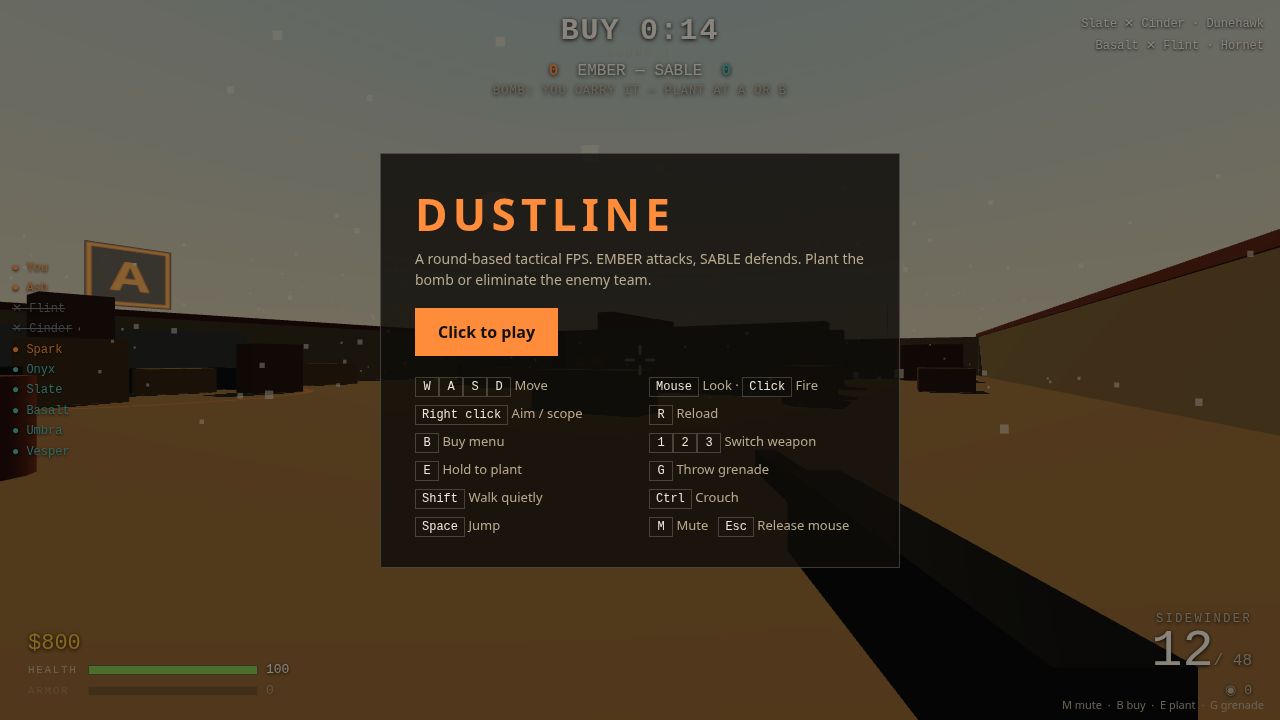 BUY 0:14
0 EMBER — SABLE 0
BOMB: YOU CARRY IT — PLANT AT A OR B
Slate ✕ Cinder · Dunehawk
Basalt ✕ Flint · Hornet
A
● You
● Ash
✕ Flint
✕ Cinder
● Spark
● Onyx
● Slate
● Basalt
● Umbra
● Vesper
DUSTLINE
A round-based tactical FPS. EMBER attacks, SABLE defends. Plant the
bomb or eliminate the enemy team.
Click to play
W A S D Move
Mouse Look · Click Fire
Right click Aim / scope
R Reload
B Buy menu
1 2 3 Switch weapon
E Hold to plant
G Throw grenade
Shift Walk quietly
Ctrl Crouch
Space Jump
M Mute Esc Release mouse
$800
HEALTH 100
ARMOR 0
SIDEWINDER
12 / 48
◉ 0
M mute · B buy · E plant · G grenade